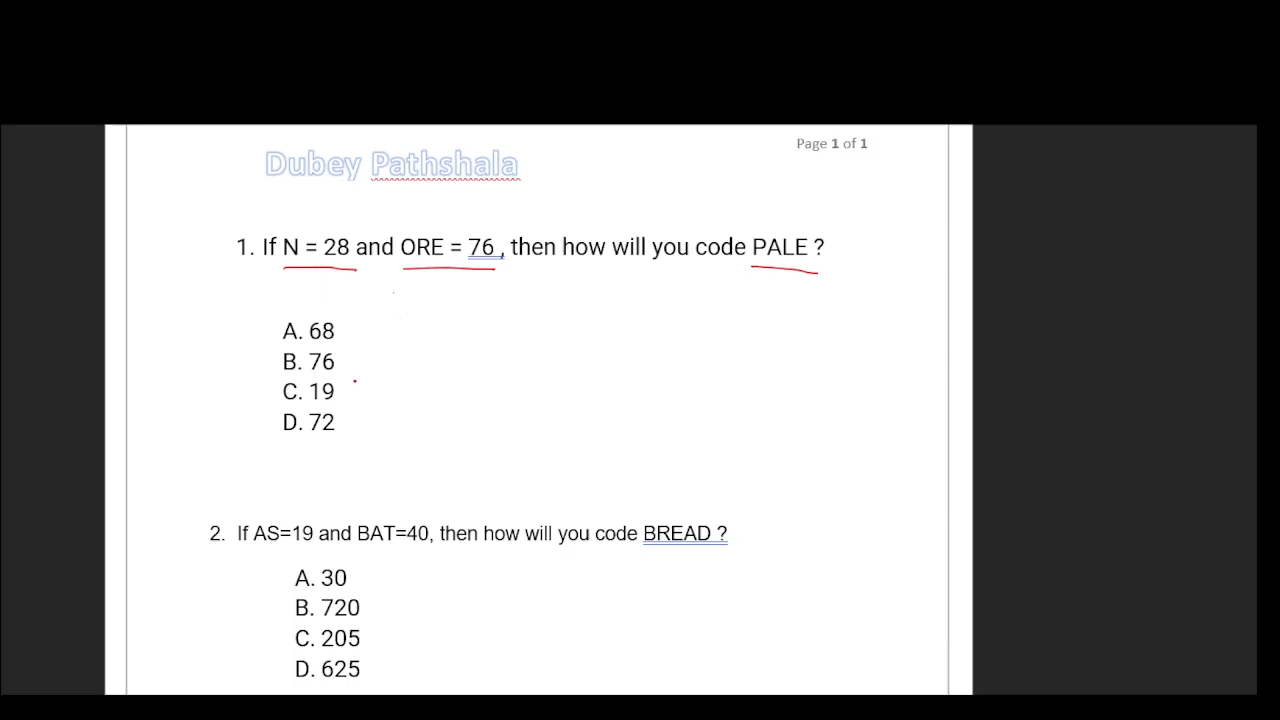 Page 1 of 1
Dubey Pathshala
1. If N = 28 and ORE = 76 , then how will you code PALE ?
A. 68
B. 76
C. 19
D. 72
2. If AS=19 and BAT=40, then how will you code BREAD ?
A. 30
B. 720
C. 205
D. 625